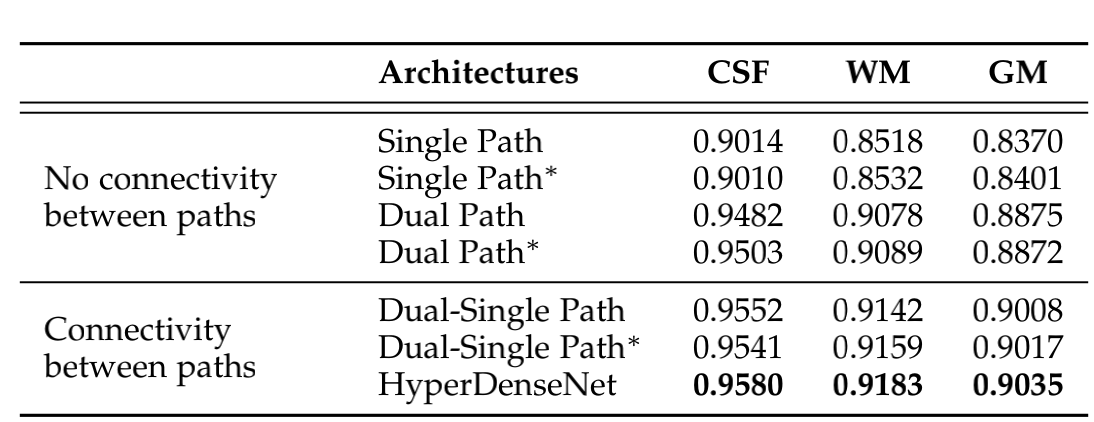 Architectures CSF WM GM
No connectivity between paths
Single Path 0.9014 0.8518 0.8370
Single Path* 0.9010 0.8532 0.8401
Dual Path 0.9482 0.9078 0.8875
Dual Path* 0.9503 0.9089 0.8872
Connectivity between paths
Dual-Single Path 0.9552 0.9142 0.9008
Dual-Single Path* 0.9541 0.9159 0.9017
HyperDenseNet 0.9580 0.9183 0.9035